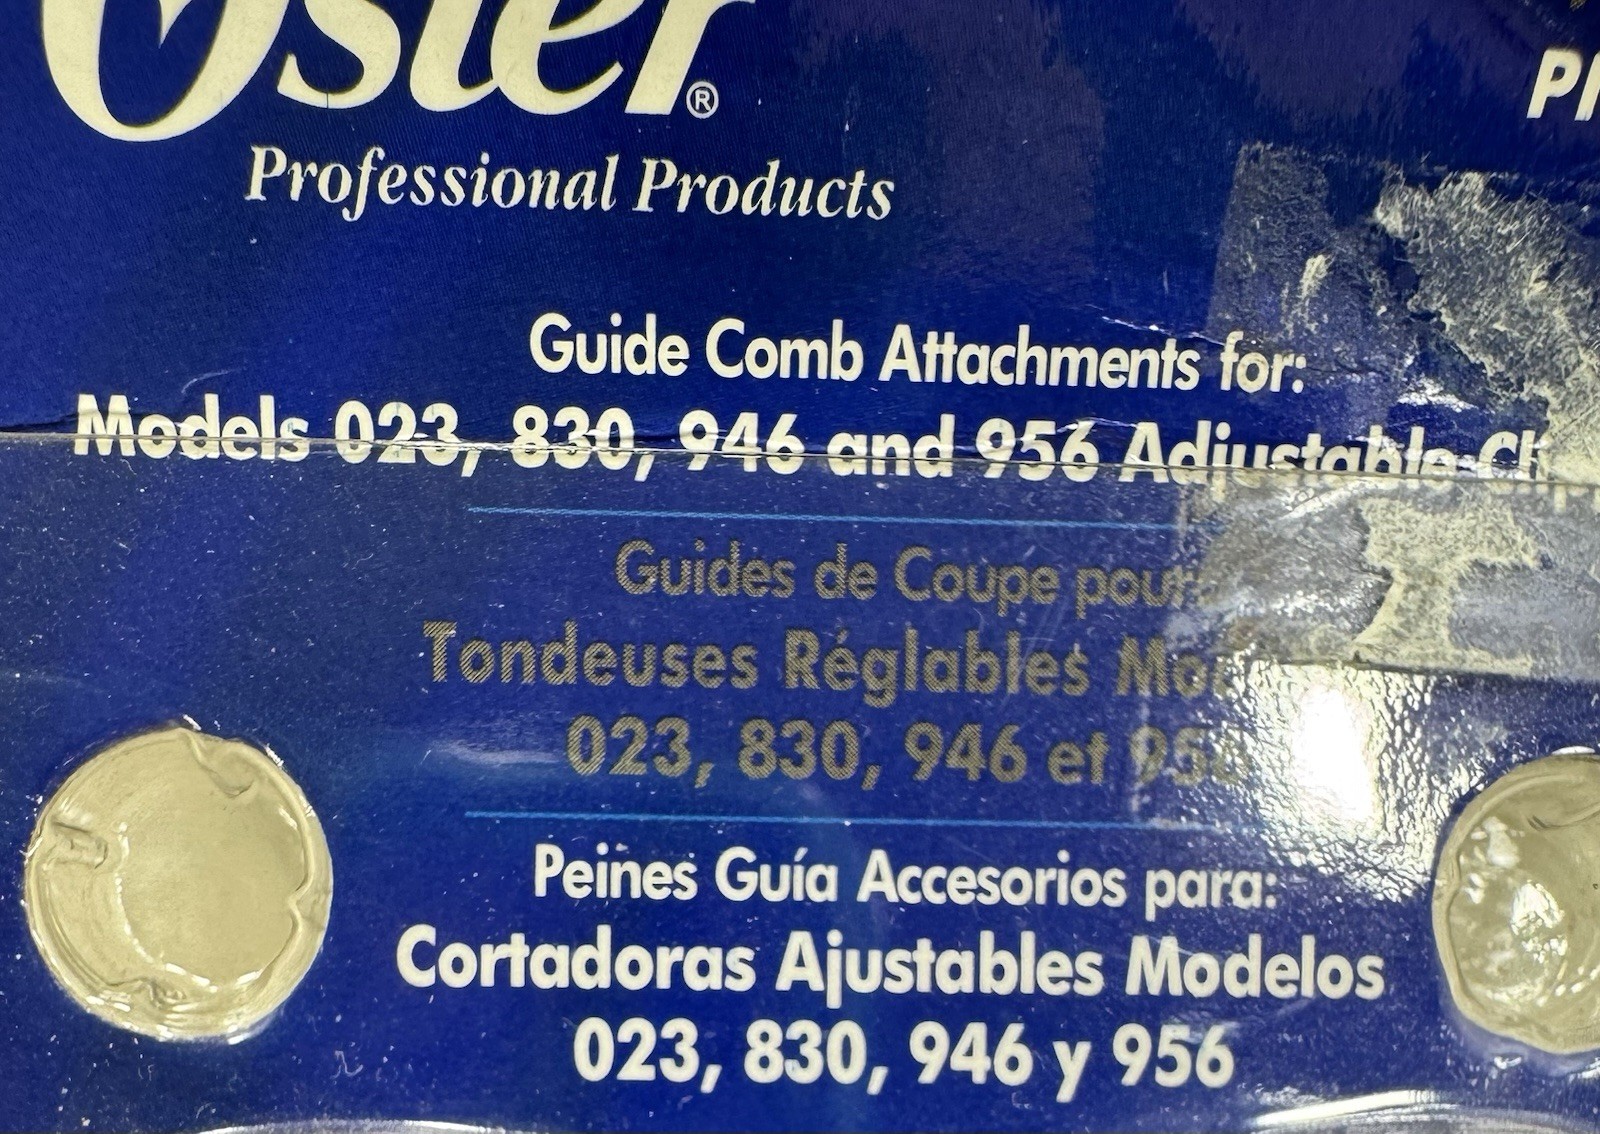 Oster®
Professional Products
Guide Comb Attachments for:
Models 023, 830, 946 and 956 Adjustable
Guides de Coupe pour
Tondeuses Réglables
023, 830, 946 et
Peines Guía Accesorios para:
Cortadoras Ajustables Modelos
023, 830, 946 y 956